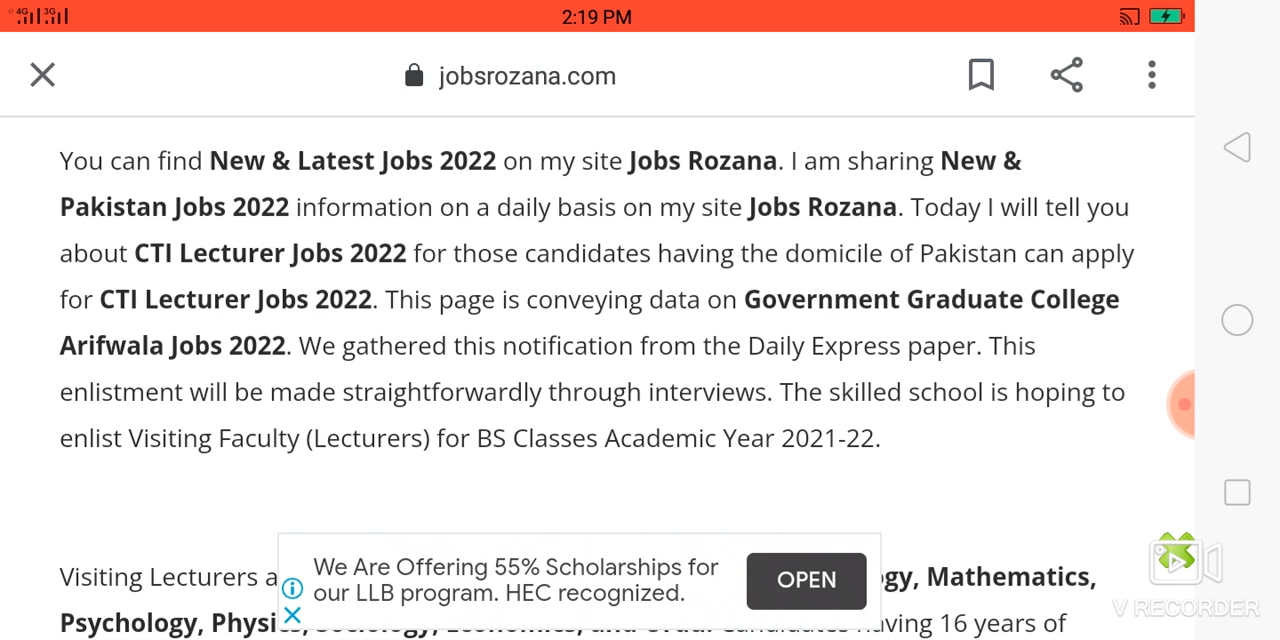 4G 3G 2:19 PM
jobsrozana.com
You can find New & Latest Jobs 2022 on my site Jobs Rozana. I am sharing New &
Pakistan Jobs 2022 information on a daily basis on my site Jobs Rozana. Today I will tell you
about CTI Lecturer Jobs 2022 for those candidates having the domicile of Pakistan can apply
for CTI Lecturer Jobs 2022. This page is conveying data on Government Graduate College
Arifwala Jobs 2022. We gathered this notification from the Daily Express paper. This
enlistment will be made straightforwardly through interviews. The skilled school is hoping to
enlist Visiting Faculty (Lecturers) for BS Classes Academic Year 2021-22.
We Are Offering 55% Scholarships for
our LLB program. HEC recognized.
OPEN
Visiting Lecturers Mathematics,
Psychology, having 16 years of
V RECORDER